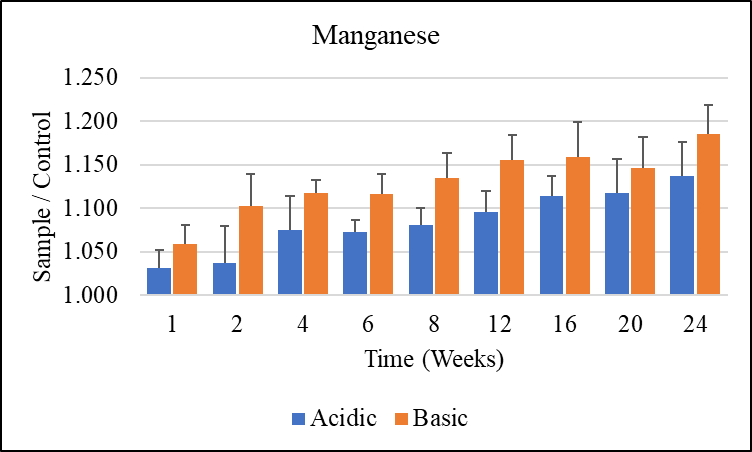 Manganese
1.250
1.200
1.150
1.100
1.050
1.000
Sample / Control
1 2 4 6 8 12 16 20 24
Time (Weeks)
Acidic Basic